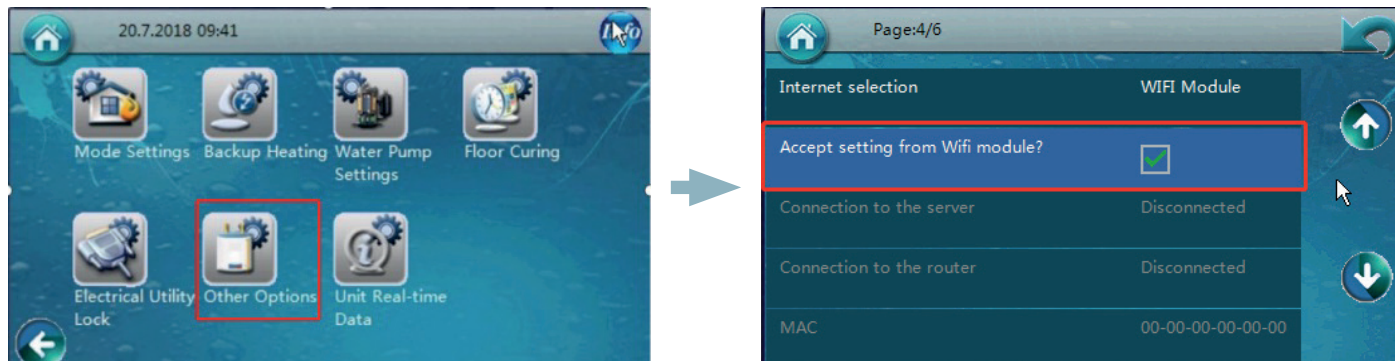 20.7.2018 09:41
Info
Mode Settings
Backup Heating
Water Pump
Settings
Floor Curing
Electrical Utility
Lock
Other Options
Unit Real-time
Data
Page:4/6
Internet selection WIFI Module
Accept setting from Wifi module?
Connection to the server Disconnected
Connection to the router Disconnected
MAC 00-00-00-00-00-00